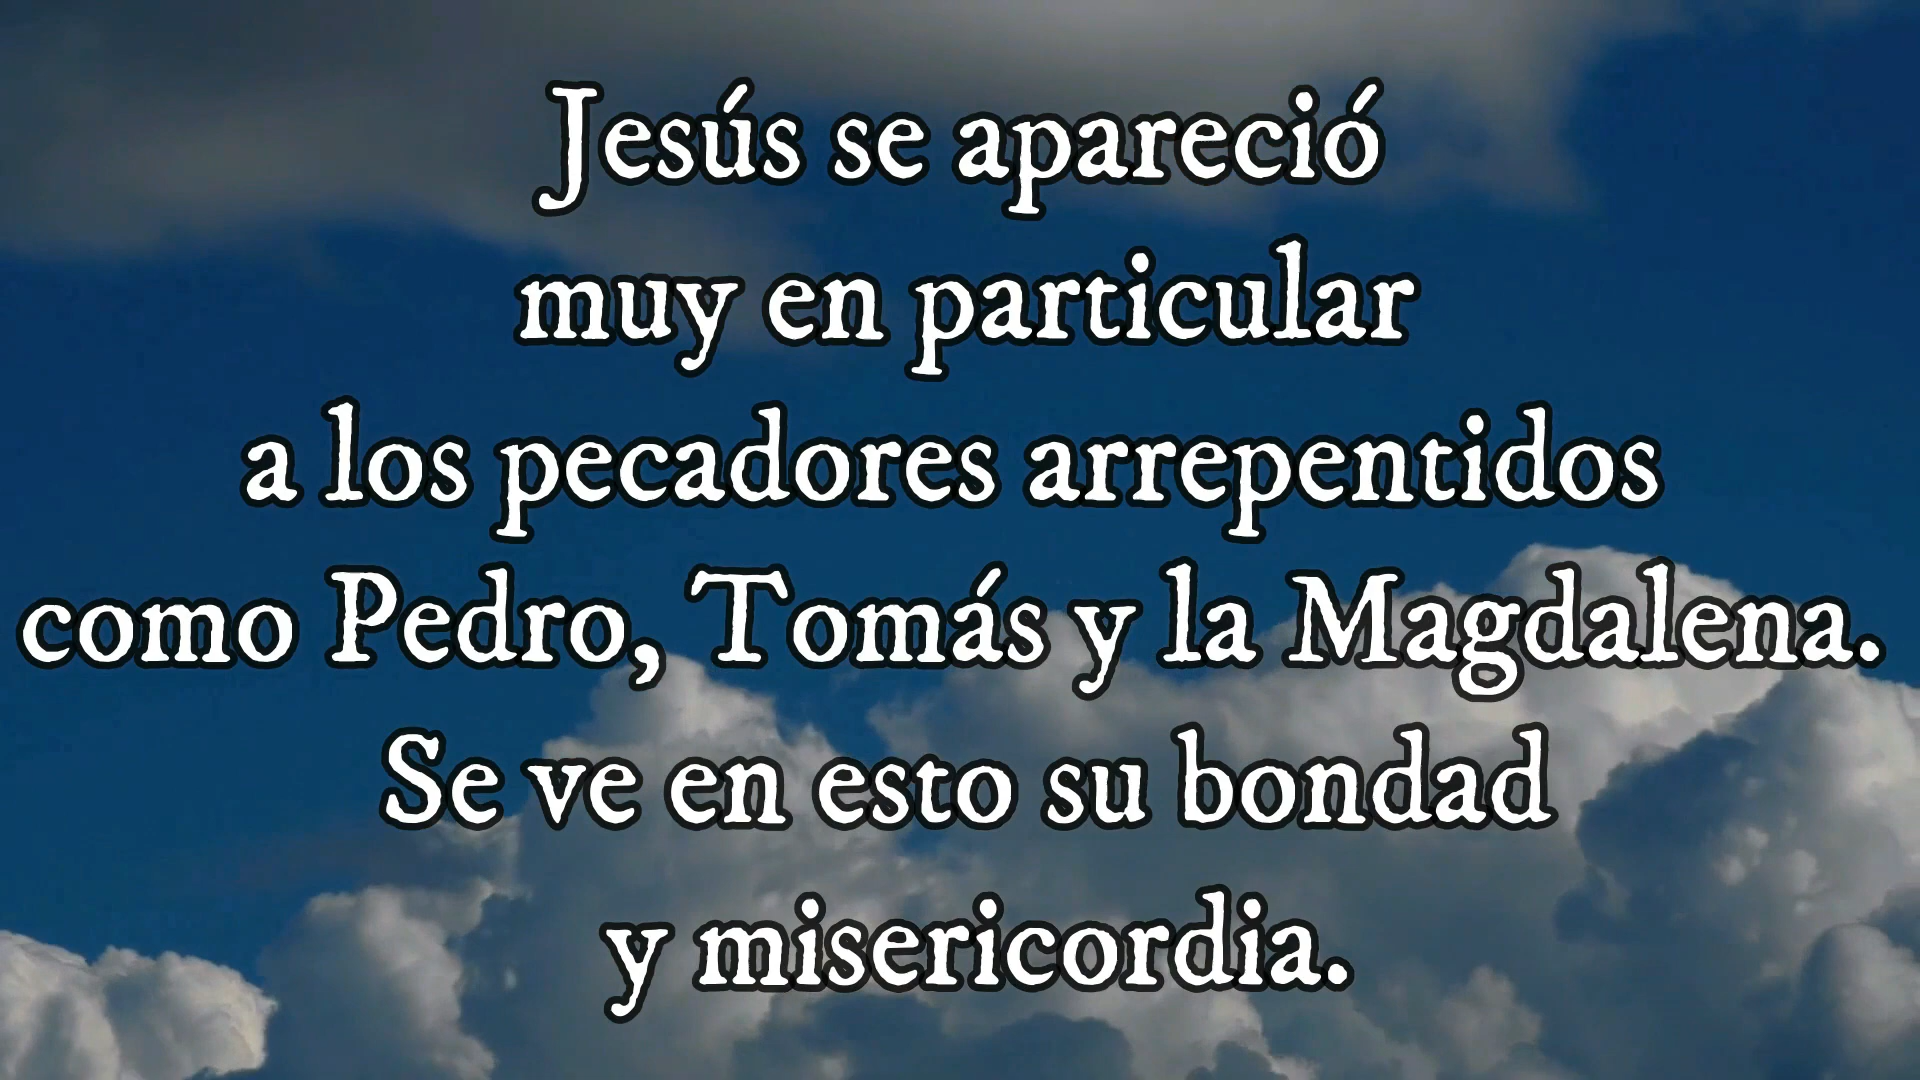 Jesús se apareció
muy en particular
a los pecadores arrepentidos
como Pedro, Tomás y la Magdalena.
Se ve en esto su bondad
y misericordia.